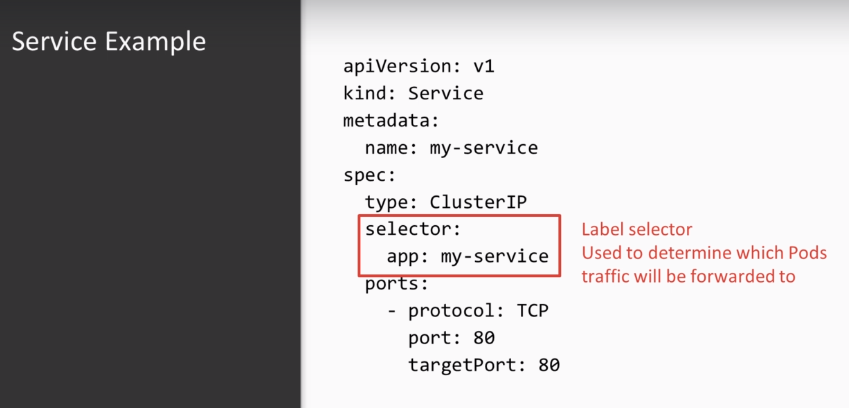 Service Example
apiVersion: v1
kind: Service
metadata:
  name: my-service
spec:
  type: ClusterIP
  selector:
    app: my-service
  ports:
    - protocol: TCP
      port: 80
      targetPort: 80
Label selector
Used to determine which Pods
traffic will be forwarded to